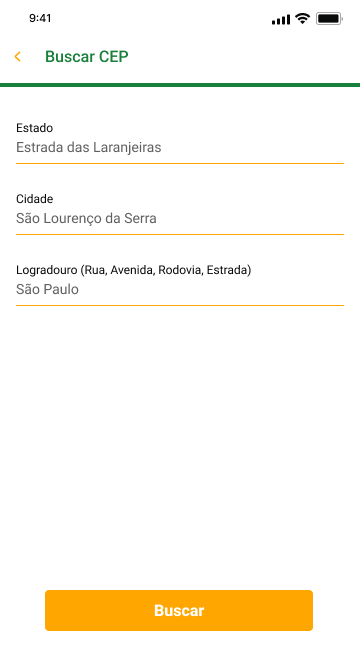 9:41
Buscar CEP
Estado
Estrada das Laranjeiras
Cidade
São Lourenço da Serra
Logradouro (Rua, Avenida, Rodovia, Estrada)
São Paulo
Buscar